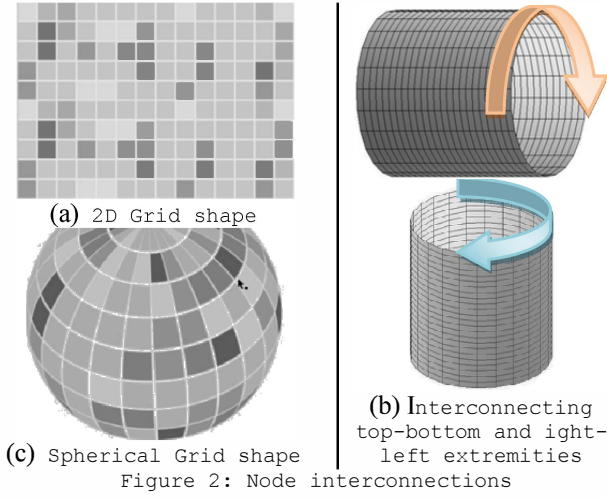 (a) 2D Grid shape
(c) Spherical Grid shape
(b) Interconnecting
top-bottom and ight-
left extremities
Figure 2: Node interconnections